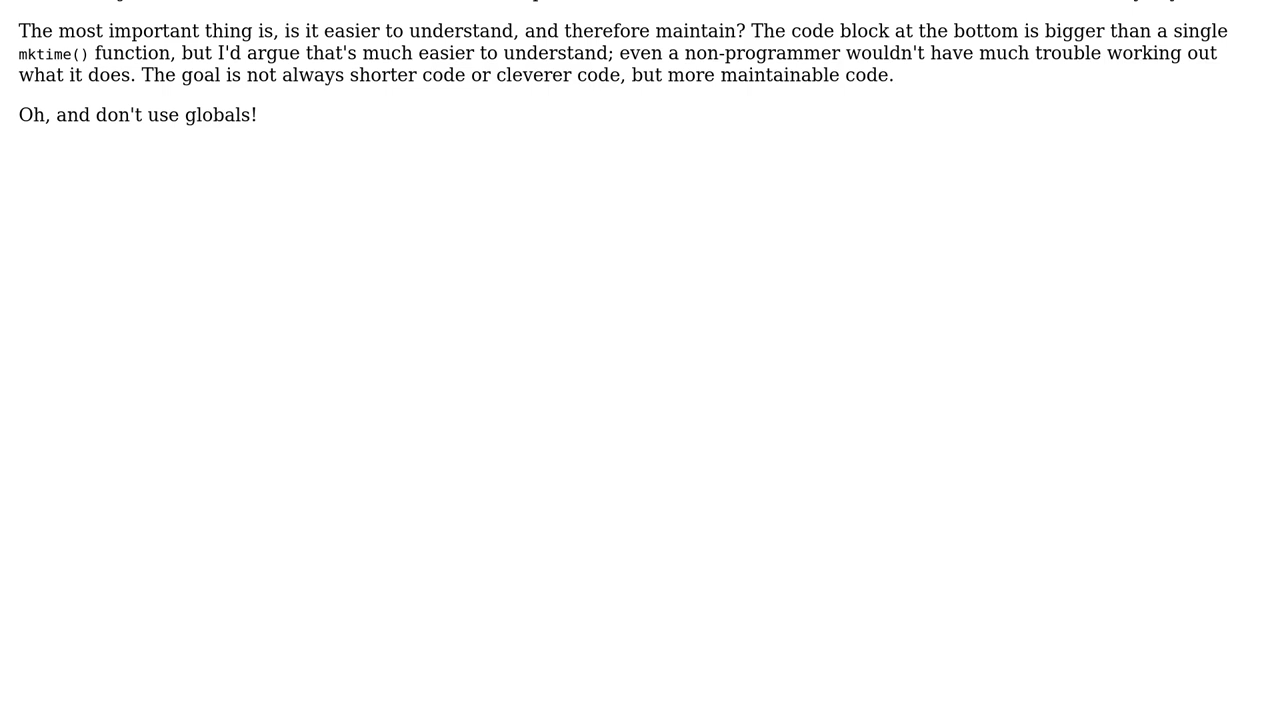 The most important thing is, is it easier to understand, and therefore maintain? The code block at the bottom is bigger than a single
mktime() function, but I'd argue that's much easier to understand; even a non-programmer wouldn't have much trouble working out
what it does. The goal is not always shorter code or cleverer code, but more maintainable code.
Oh, and don't use globals!